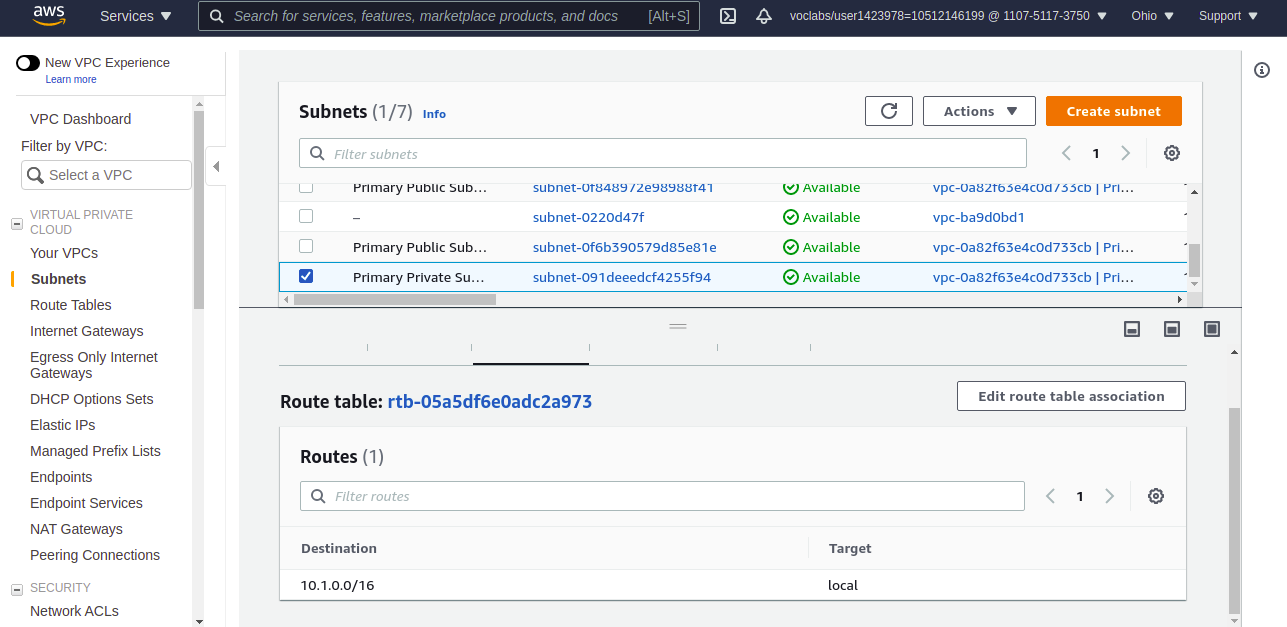 aws Services Search for services, features, marketplace products, and docs [Alt+S] voclabs/user1423978=10512146199 @ 1107-5117-3750 Ohio Support
New VPC Experience
Learn more
VPC Dashboard
Filter by VPC:
Select a VPC
VIRTUAL PRIVATE
CLOUD
Your VPCs
Subnets
Route Tables
Internet Gateways
Egress Only Internet
Gateways
DHCP Options Sets
Elastic IPs
Managed Prefix Lists
Endpoints
Endpoint Services
NAT Gateways
Peering Connections
SECURITY
Network ACLs
Subnets (1/7) Info Actions Create subnet
Filter subnets 1
Primary Public Sub... subnet-0f848972e98988f41 Available vpc-0a82f63e4c0d733cb | Pri...
– subnet-0220d47f Available vpc-ba9d0bd1
Primary Public Sub... subnet-0f6b390579d85e81e Available vpc-0a82f63e4c0d733cb | Pri...
Primary Private Su... subnet-091deeedcf4255f94 Available vpc-0a82f63e4c0d733cb | Pri...
Route table: rtb-05a5df6e0adc2a973 Edit route table association
Routes (1)
Filter routes 1
Destination Target
10.1.0.0/16 local